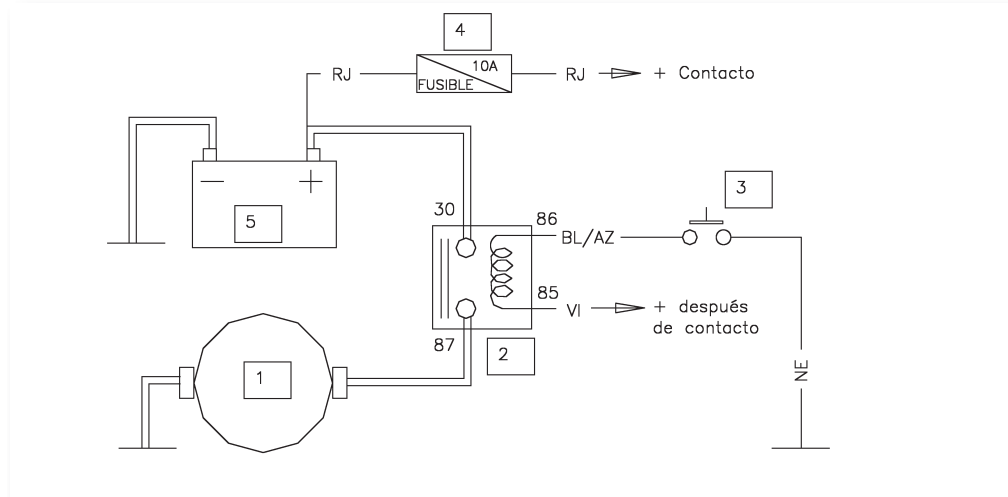 4
RJ
10A
FUSIBLE
RJ
+ Contacto
— +
5
3
30
86
BL/AZ
85
VI
+ después
de contacto
87
2
1
NE